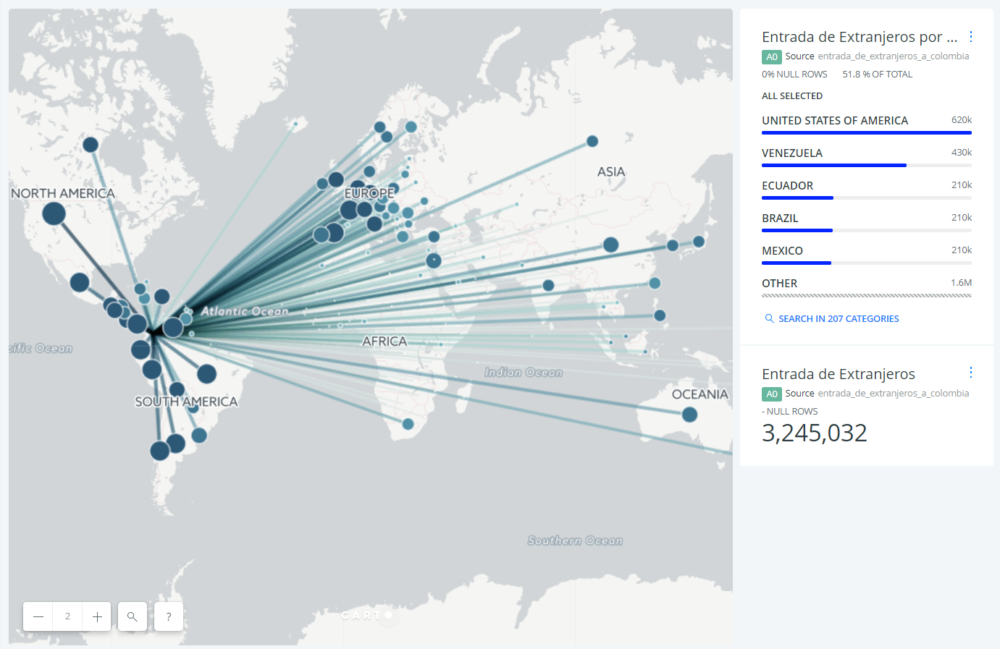 NORTH AMERICA
ASIA
EUROPE
Atlantic Ocean
AFRICA
cific Ocean
Indian Ocean
SOUTH AMERICA
OCEANIA
Southern Ocean
CARTO
— 2 + ?
Entrada de Extranjeros por ...
A0 Source entrada_de_extranjeros_a_colombia
0% NULL ROWS 51.8 % OF TOTAL
ALL SELECTED
UNITED STATES OF AMERICA 620k
VENEZUELA 430k
ECUADOR 210k
BRAZIL 210k
MEXICO 210k
OTHER 1.6M
SEARCH IN 207 CATEGORIES
Entrada de Extranjeros
A0 Source entrada_de_extranjeros_a_colombia
- NULL ROWS
3,245,032